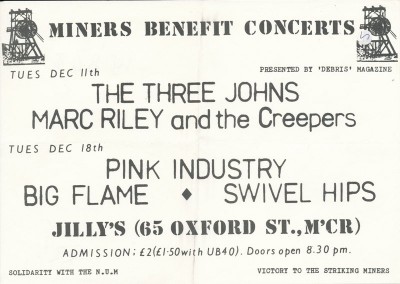 MINERS BENEFIT CONCERTS
TUES DEC 11th
PRESENTED BY 'DEBRIS' MAGAZINE
THE THREE JOHNS
MARC RILEY and the Creepers
TUES DEC 18th
PINK INDUSTRY
BIG FLAME ♦ SWIVEL HIPS
JILLY'S (65 OXFORD ST., M'CR)
ADMISSION; £2 (£1·50 with UB40). Doors open 8.30 pm.
SOLIDARITY WITH THE N.U.M
VICTORY TO THE STRIKING MINERS